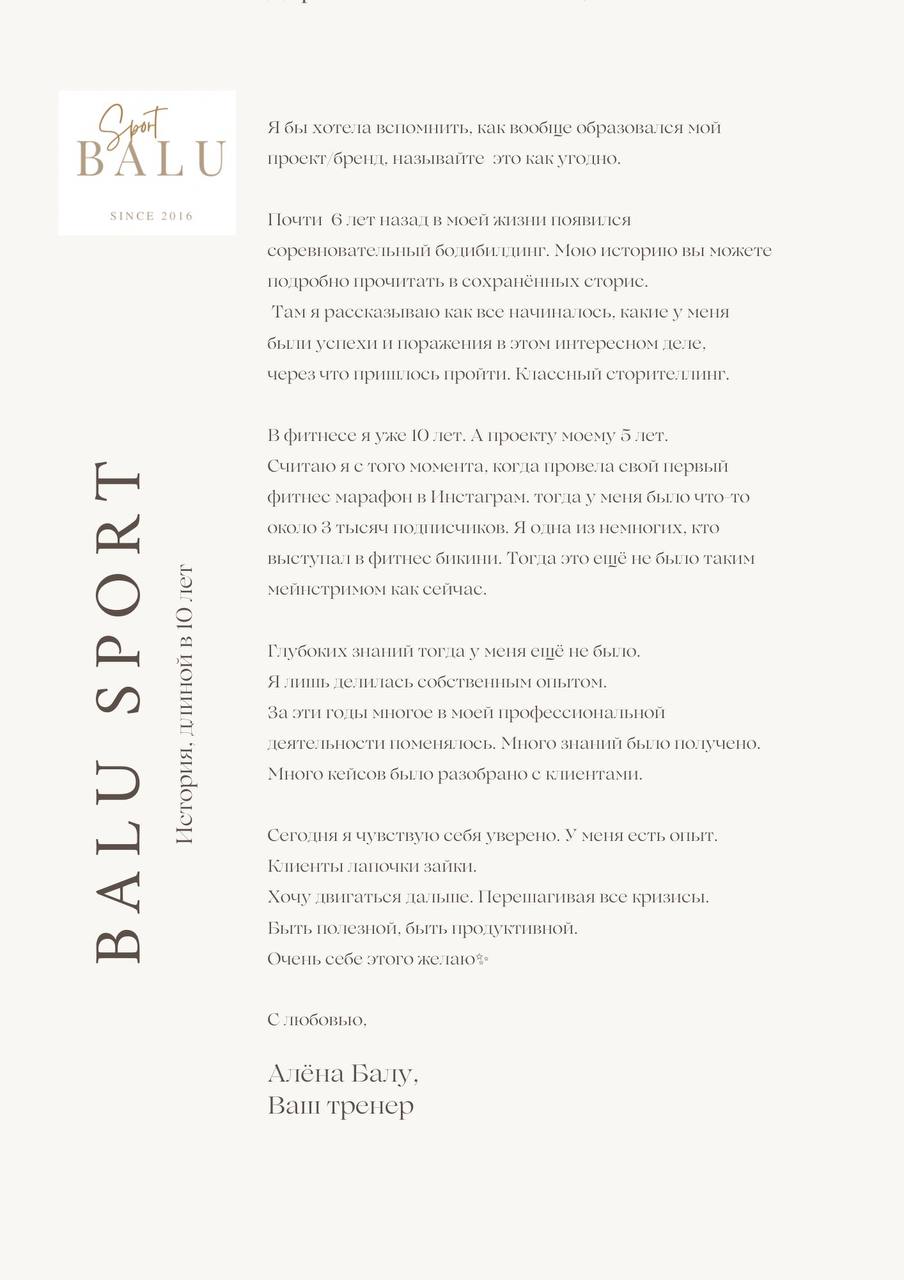 Sport
BALU
SINCE 2016
Я бы хотела вспомнить, как вообще образовался мой
проект/бренд, называйте это как угодно.
Почти 6 лет назад в моей жизни появился
соревновательный бодибилдинг. Мою историю вы можете
подробно прочитать в сохранённых сторис.
Там я рассказываю как все начиналось, какие у меня
были успехи и поражения в этом интересном деле,
через что пришлось пройти. Классный сторителлинг.
В фитнесе я уже 10 лет. А проекту моему 5 лет.
Считаю я с того момента, когда провела свой первый
фитнес марафон в Инстаграм. тогда у меня было что-то
около 3 тысяч подписчиков. Я одна из немногих, кто
выступал в фитнес бикини. Тогда это ещё не было таким
мейнстримом как сейчас.
Глубоких знаний тогда у меня ещё не было.
Я лишь делилась собственным опытом.
За эти годы многое в моей профессиональной
деятельности поменялось. Много знаний было получено.
Много кейсов было разобрано с клиентами.
Сегодня я чувствую себя уверено. У меня есть опыт.
Клиенты лапочки зайки.
Хочу двигаться дальше. Перешагивая все кризисы.
Быть полезной, быть продуктивной.
Очень себе этого желаю✨
С любовью,
Алёна Балу,
Ваш тренер
BALU SPORT
История, длиной в 10 лет